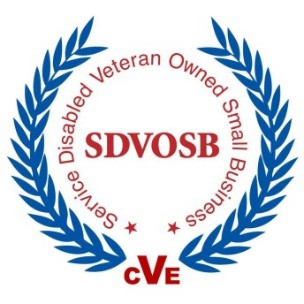 Service Disabled Veteran Owned Small Business
SDVOSB
CVE